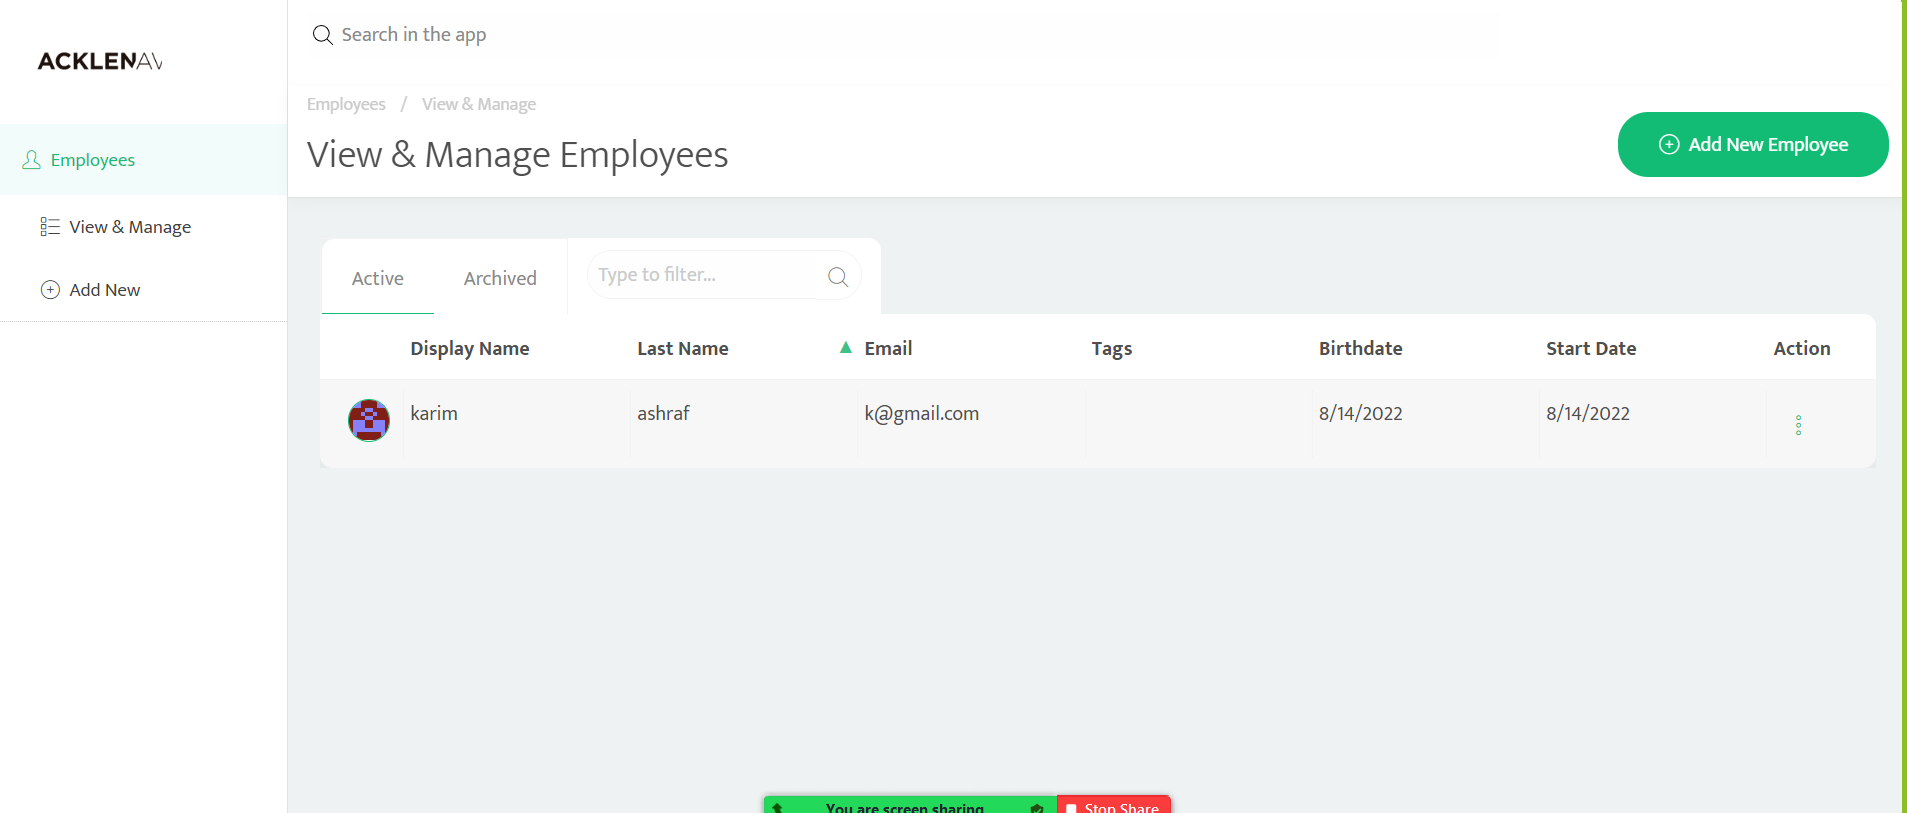 ACKLENAV
Search in the app
Employees / View & Manage
View & Manage Employees
Add New Employee
Employees
View & Manage
Add New
Active Archived Type to filter...
Display Name Last Name ▲ Email Tags Birthdate Start Date Action
karim ashraf k@gmail.com 8/14/2022 8/14/2022
You are screen sharing Stop Share